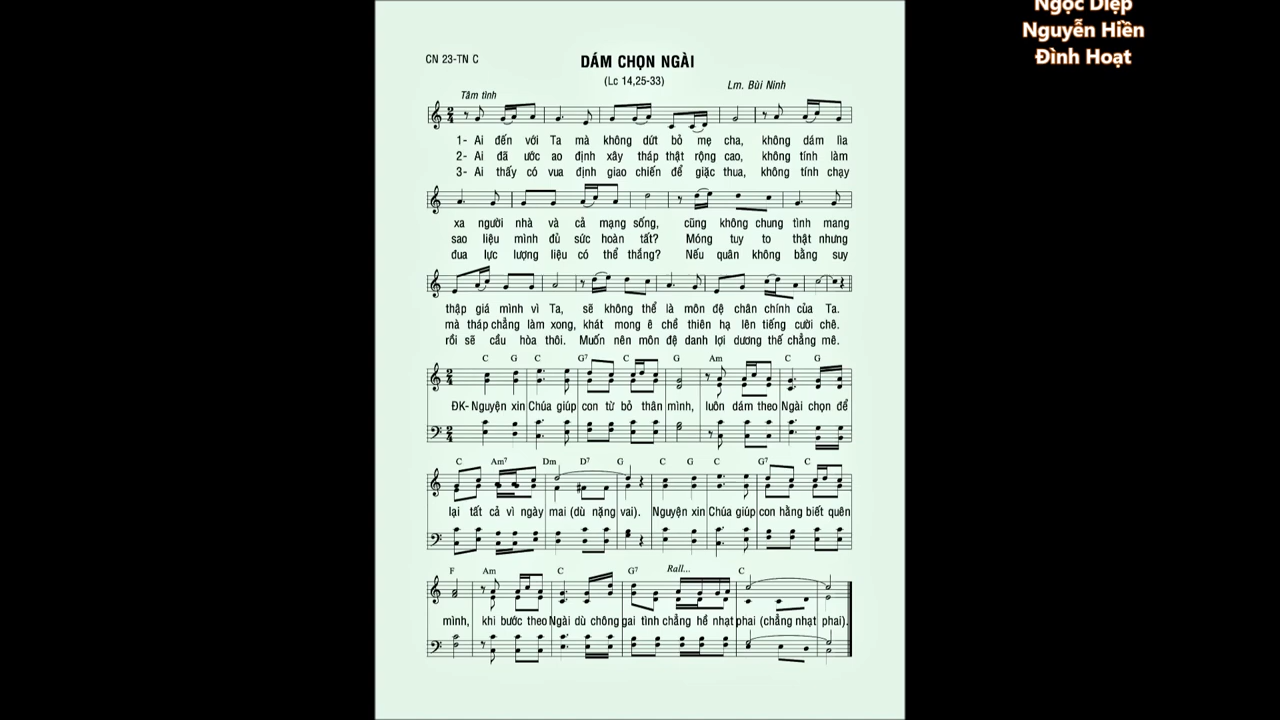 Ngọc Diệp
Nguyễn Hiền
Đình Hoạt
CN 23-TN C
DÁM CHỌN NGÀI
(Lc 14,25-33)
Lm. Bùi Ninh
Tâm tình
1- Ai đến với Ta mà không dứt bỏ mẹ cha, không dám lìa
2- Ai đã ước ao định xây tháp thật rộng cao, không tính làm
3- Ai thấy có vua định giao chiến để giặc thua, không tính chạy
xa người nhà và cả mạng sống, cũng không chung tình mang
sao liệu mình đủ sức hoàn tất? Móng tuy to thật nhưng
đua lực lượng liệu có thể thắng? Nếu quân không bằng suy
thập giá mình vì Ta, sẽ không thể là môn đệ chân chính của Ta.
mà tháp chẳng làm xong, khát mong ê chề thiên hạ lên tiếng cười chê.
rồi sẽ cầu hòa thôi. Muốn nên môn đệ danh lợi dương thế chẳng mê.
C G C G7 C G Am C G
ĐK- Nguyện xin Chúa giúp con từ bỏ thân mình, luôn dám theo Ngài chọn để
C Am7 Dm D7 G C G C G7 C
lại tất cả vì ngày mai (dù nặng vai). Nguyện xin Chúa giúp con hằng biết quên
F Am C G7 Rall... C
mình, khi bước theo Ngài dù chông gai tình chẳng hề nhạt phai (chẳng nhạt phai).